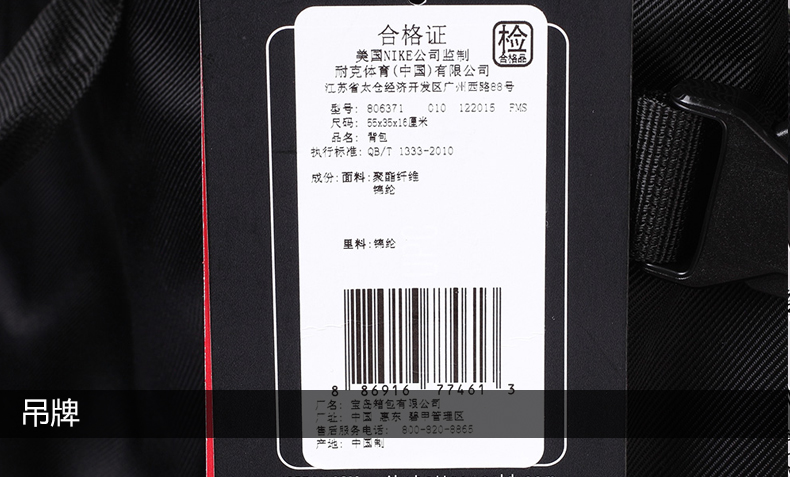 合格证
检
合格品
美国NIKE公司监制
耐克体育(中国)有限公司
江苏省太仓经济开发区广州西路88号
型号: 806371 010 122015 FMS
尺码: 55x35x16厘米
品名: 背包
执行标准: QB/T 1333-2010
成份: 面料: 聚酯纤维
锦纶
里料: 锦纶
8 86916 77461 3
厂名: 宝岛箱包有限公司
厂址: 中国 惠东 碧甲管理区
售后服务电话: 800-820-8865
产地: 中国制
吊牌